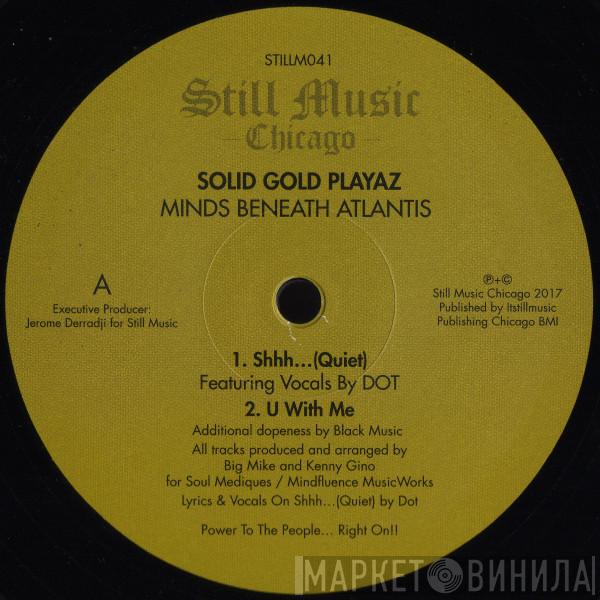 STILLM041
Still Music
Chicago
SOLID GOLD PLAYAZ
MINDS BENEATH ATLANTIS
A
Executive Producer:
Jerome Derradji for Still Music
℗+©
Still Music Chicago 2017
Published by Itstillmusic
Publishing Chicago BMI
1. Shhh...(Quiet)
Featuring Vocals By DOT
2. U With Me
Additional dopeness by Black Music
All tracks produced and arranged by
Big Mike and Kenny Gino
for Soul Mediques / Mindfluence MusicWorks
Lyrics & Vocals On Shhh...(Quiet) by Dot
Power To The People... Right On!!
МАРКЕТ ВИНИЛА